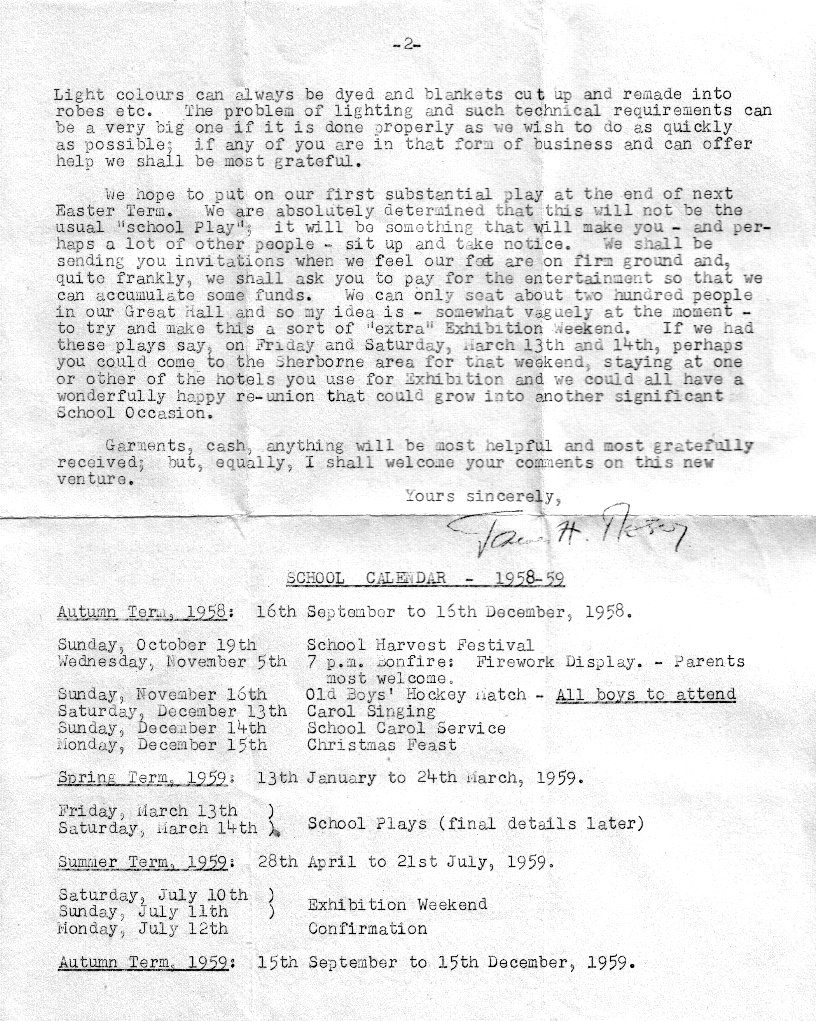 -2-
Light colours can always be dyed and blankets cut up and remade into
robes etc. The problem of lighting and such technical requirements can
be a very big one if it is done properly as we wish to do as quickly
as possible; if any of you are in that form of business and can offer
help we shall be most grateful.
We hope to put on our first substantial play at the end of next
Easter Term. We are absolutely determined that this will not be the
usual "school Play"; it will be something that will make you - and per-
haps a lot of other people - sit up and take notice. We shall be
sending you invitations when we feel our feet are on firm ground and,
quite frankly, we shall ask you to pay for the entertainment so that we
can accumulate some funds. We can only seat about two hundred people
in our Great Hall and so my idea is - somewhat vaguely at the moment -
to try and make this a sort of "extra" Exhibition Weekend. If we had
these plays say, on Friday and Saturday, March 13th and 14th, perhaps
you could come to the Sherborne area for that weekend, staying at one
or other of the hotels you use for Exhibition and we could all have a
wonderfully happy re-union that could grow into another significant
School Occasion.
Garments, cash, anything will be most helpful and most gratefully
received; but, equally, I shall welcome your comments on this new
venture.
Yours sincerely,
H.
SCHOOL CALENDAR - 1958-59
Autumn Term, 1958: 16th September to 16th December, 1958.
Sunday, October 19th School Harvest Festival
Wednesday, November 5th 7 p.m. Bonfire: Firework Display. - Parents
most welcome.
Sunday, November 16th Old Boys' Hockey Match - All boys to attend
Saturday, December 13th Carol Singing
Sunday, December 14th School Carol Service
Monday, December 15th Christmas Feast
Spring Term, 1959: 13th January to 24th March, 1959.
Friday, March 13th )
Saturday, March 14th ) School Plays (final details later)
Summer Term, 1959: 28th April to 21st July, 1959.
Saturday, July 10th )
Sunday, July 11th ) Exhibition Weekend
Monday, July 12th Confirmation
Autumn Term, 1959: 15th September to 15th December, 1959.